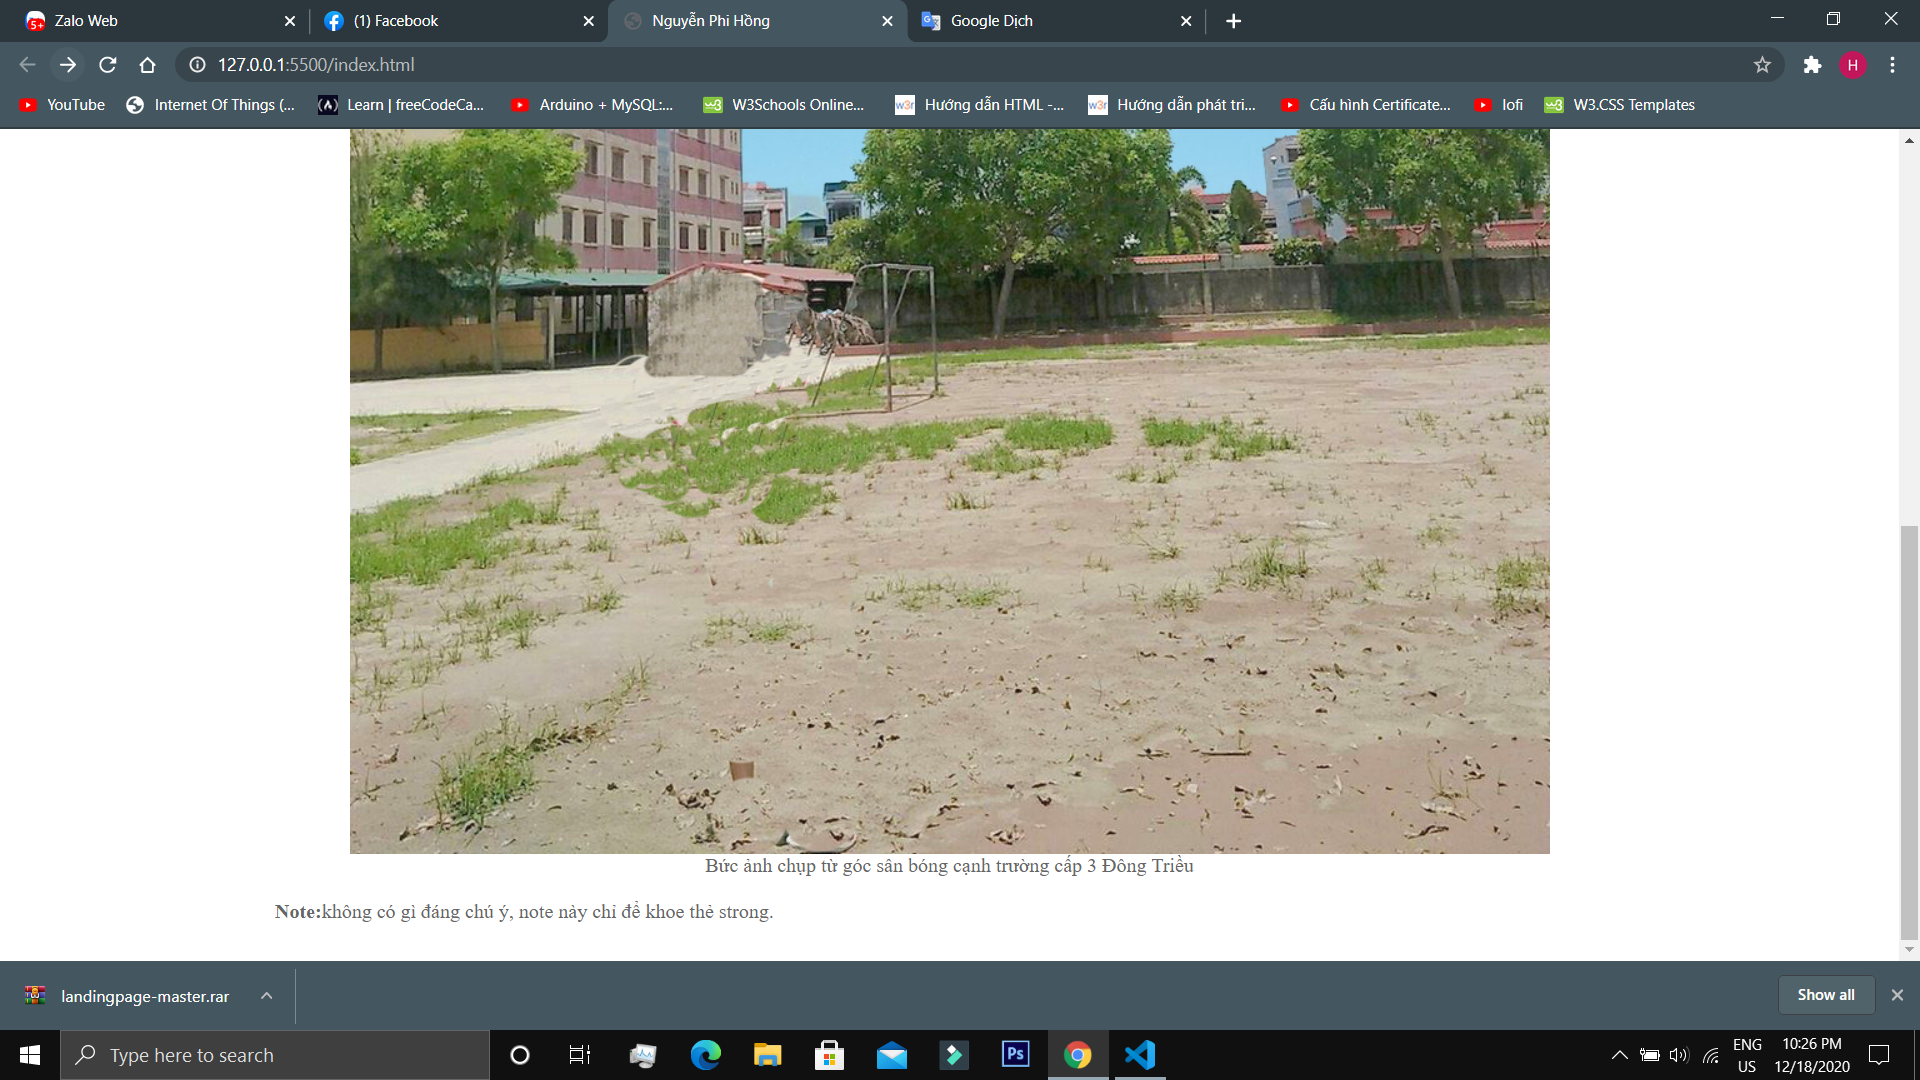 Zalo Web
(1) Facebook
Nguyễn Phi Hồng
Google Dịch
127.0.0.1:5500/index.html
H
YouTube
Internet Of Things (...
Learn | freeCodeCa...
Arduino + MySQL:...
W3Schools Online...
Hướng dẫn HTML -...
Hướng dẫn phát tri...
Cấu hình Certificate...
lofi
W3.CSS Templates
Bức ảnh chụp từ góc sân bóng cạnh trường cấp 3 Đông Triều
Note:không có gì đáng chú ý, note này chỉ để khoe thẻ strong.
landingpage-master.rar
Show all
Type here to search
Ps
ENG
US
10:26 PM
12/18/2020